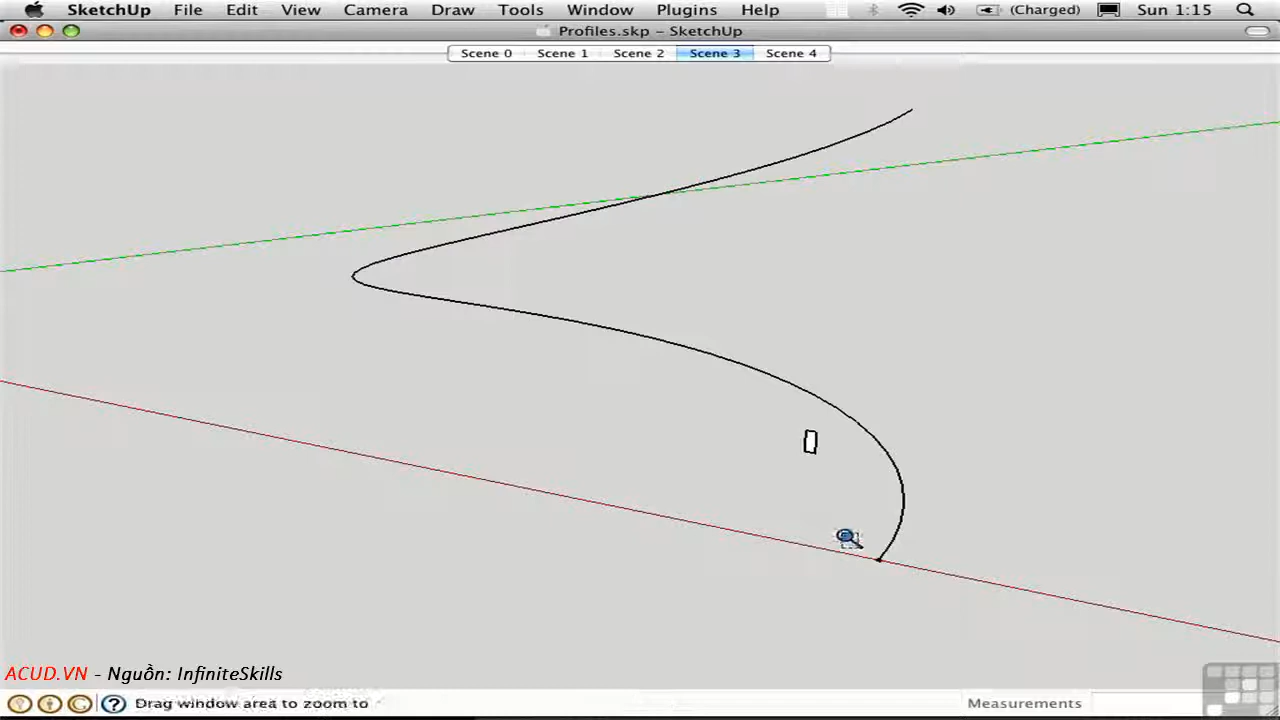 SketchUp File Edit View Camera Draw Tools Window Plugins Help (Charged) Sun 1:15
Profiles.skp – SketchUp
Scene 0 Scene 1 Scene 2 Scene 3 Scene 4
ACUD.VN - Nguồn: InfiniteSkills
Drag window area to zoom to Measurements